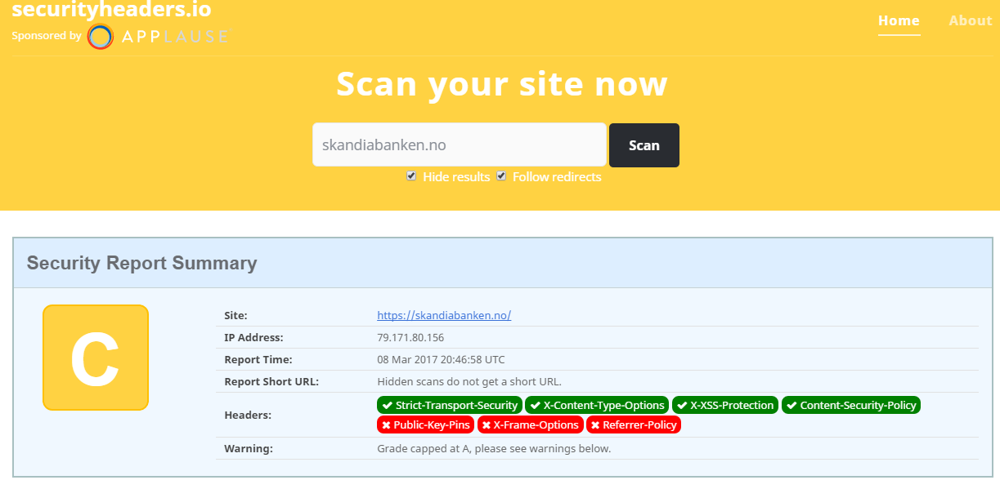 securityheaders.io
Sponsored by APPLAUSE
Home About
Scan your site now
skandiabanken.no
Scan
Hide results Follow redirects
Security Report Summary
C
Site: https://skandiabanken.no/
IP Address: 79.171.80.156
Report Time: 08 Mar 2017 20:46:58 UTC
Report Short URL: Hidden scans do not get a short URL.
Headers: Strict-Transport-Security X-Content-Type-Options X-XSS-Protection Content-Security-Policy
Public-Key-Pins X-Frame-Options Referrer-Policy
Warning: Grade capped at A, please see warnings below.